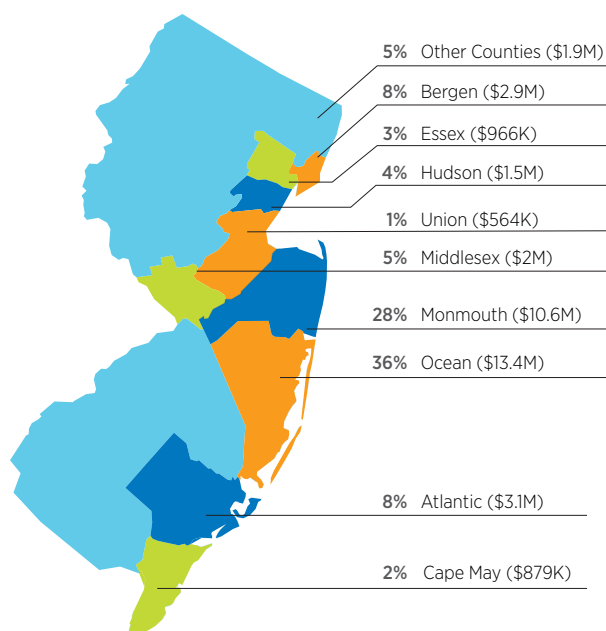 5% Other Counties ($1.9M)
8% Bergen ($2.9M)
3% Essex ($966K)
4% Hudson ($1.5M)
1% Union ($564K)
5% Middlesex ($2M)
28% Monmouth ($10.6M)
36% Ocean ($13.4M)
8% Atlantic ($3.1M)
2% Cape May ($879K)